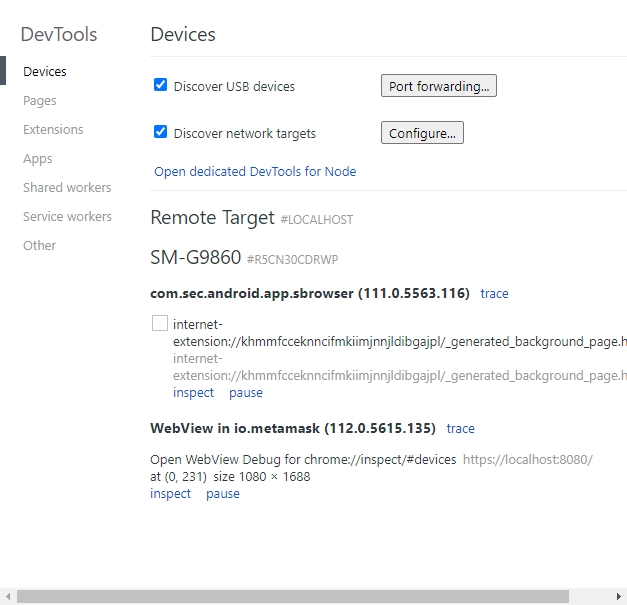 DevTools
Devices
Pages
Extensions
Apps
Shared workers
Service workers
Other
Devices
Discover USB devices
Port forwarding...
Discover network targets
Configure...
Open dedicated DevTools for Node
Remote Target #LOCALHOST
SM-G9860 #R5CN30CDRWP
com.sec.android.app.sbrowser (111.0.5563.116) trace
internet-
extension://khmmfcceknncifmkiimjnnjldibgajpl/_generated_background_page.h
internet-
extension://khmmfcceknncifmkiimjnnjldibgajpl/_generated_background_page.h
inspect pause
WebView in io.metamask (112.0.5615.135) trace
Open WebView Debug for chrome://inspect/#devices https://localhost:8080/
at (0, 231) size 1080 × 1688
inspect pause